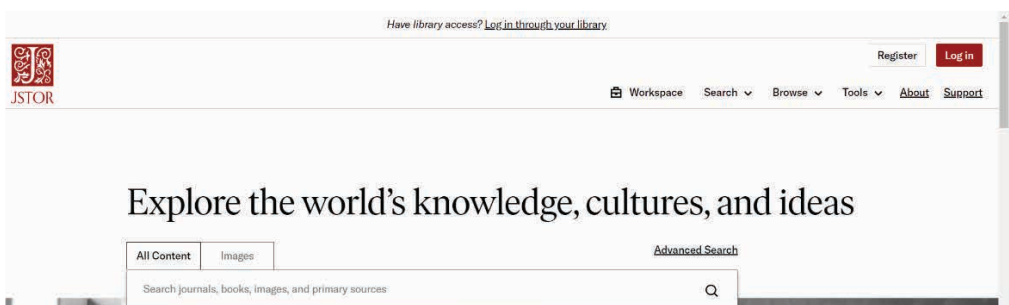 Have library access? Log in through your library
Register Log in
JSTOR
Workspace Search Browse Tools About Support
Explore the world's knowledge, cultures, and ideas
All Content Images Advanced Search
Search journals, books, images, and primary sources